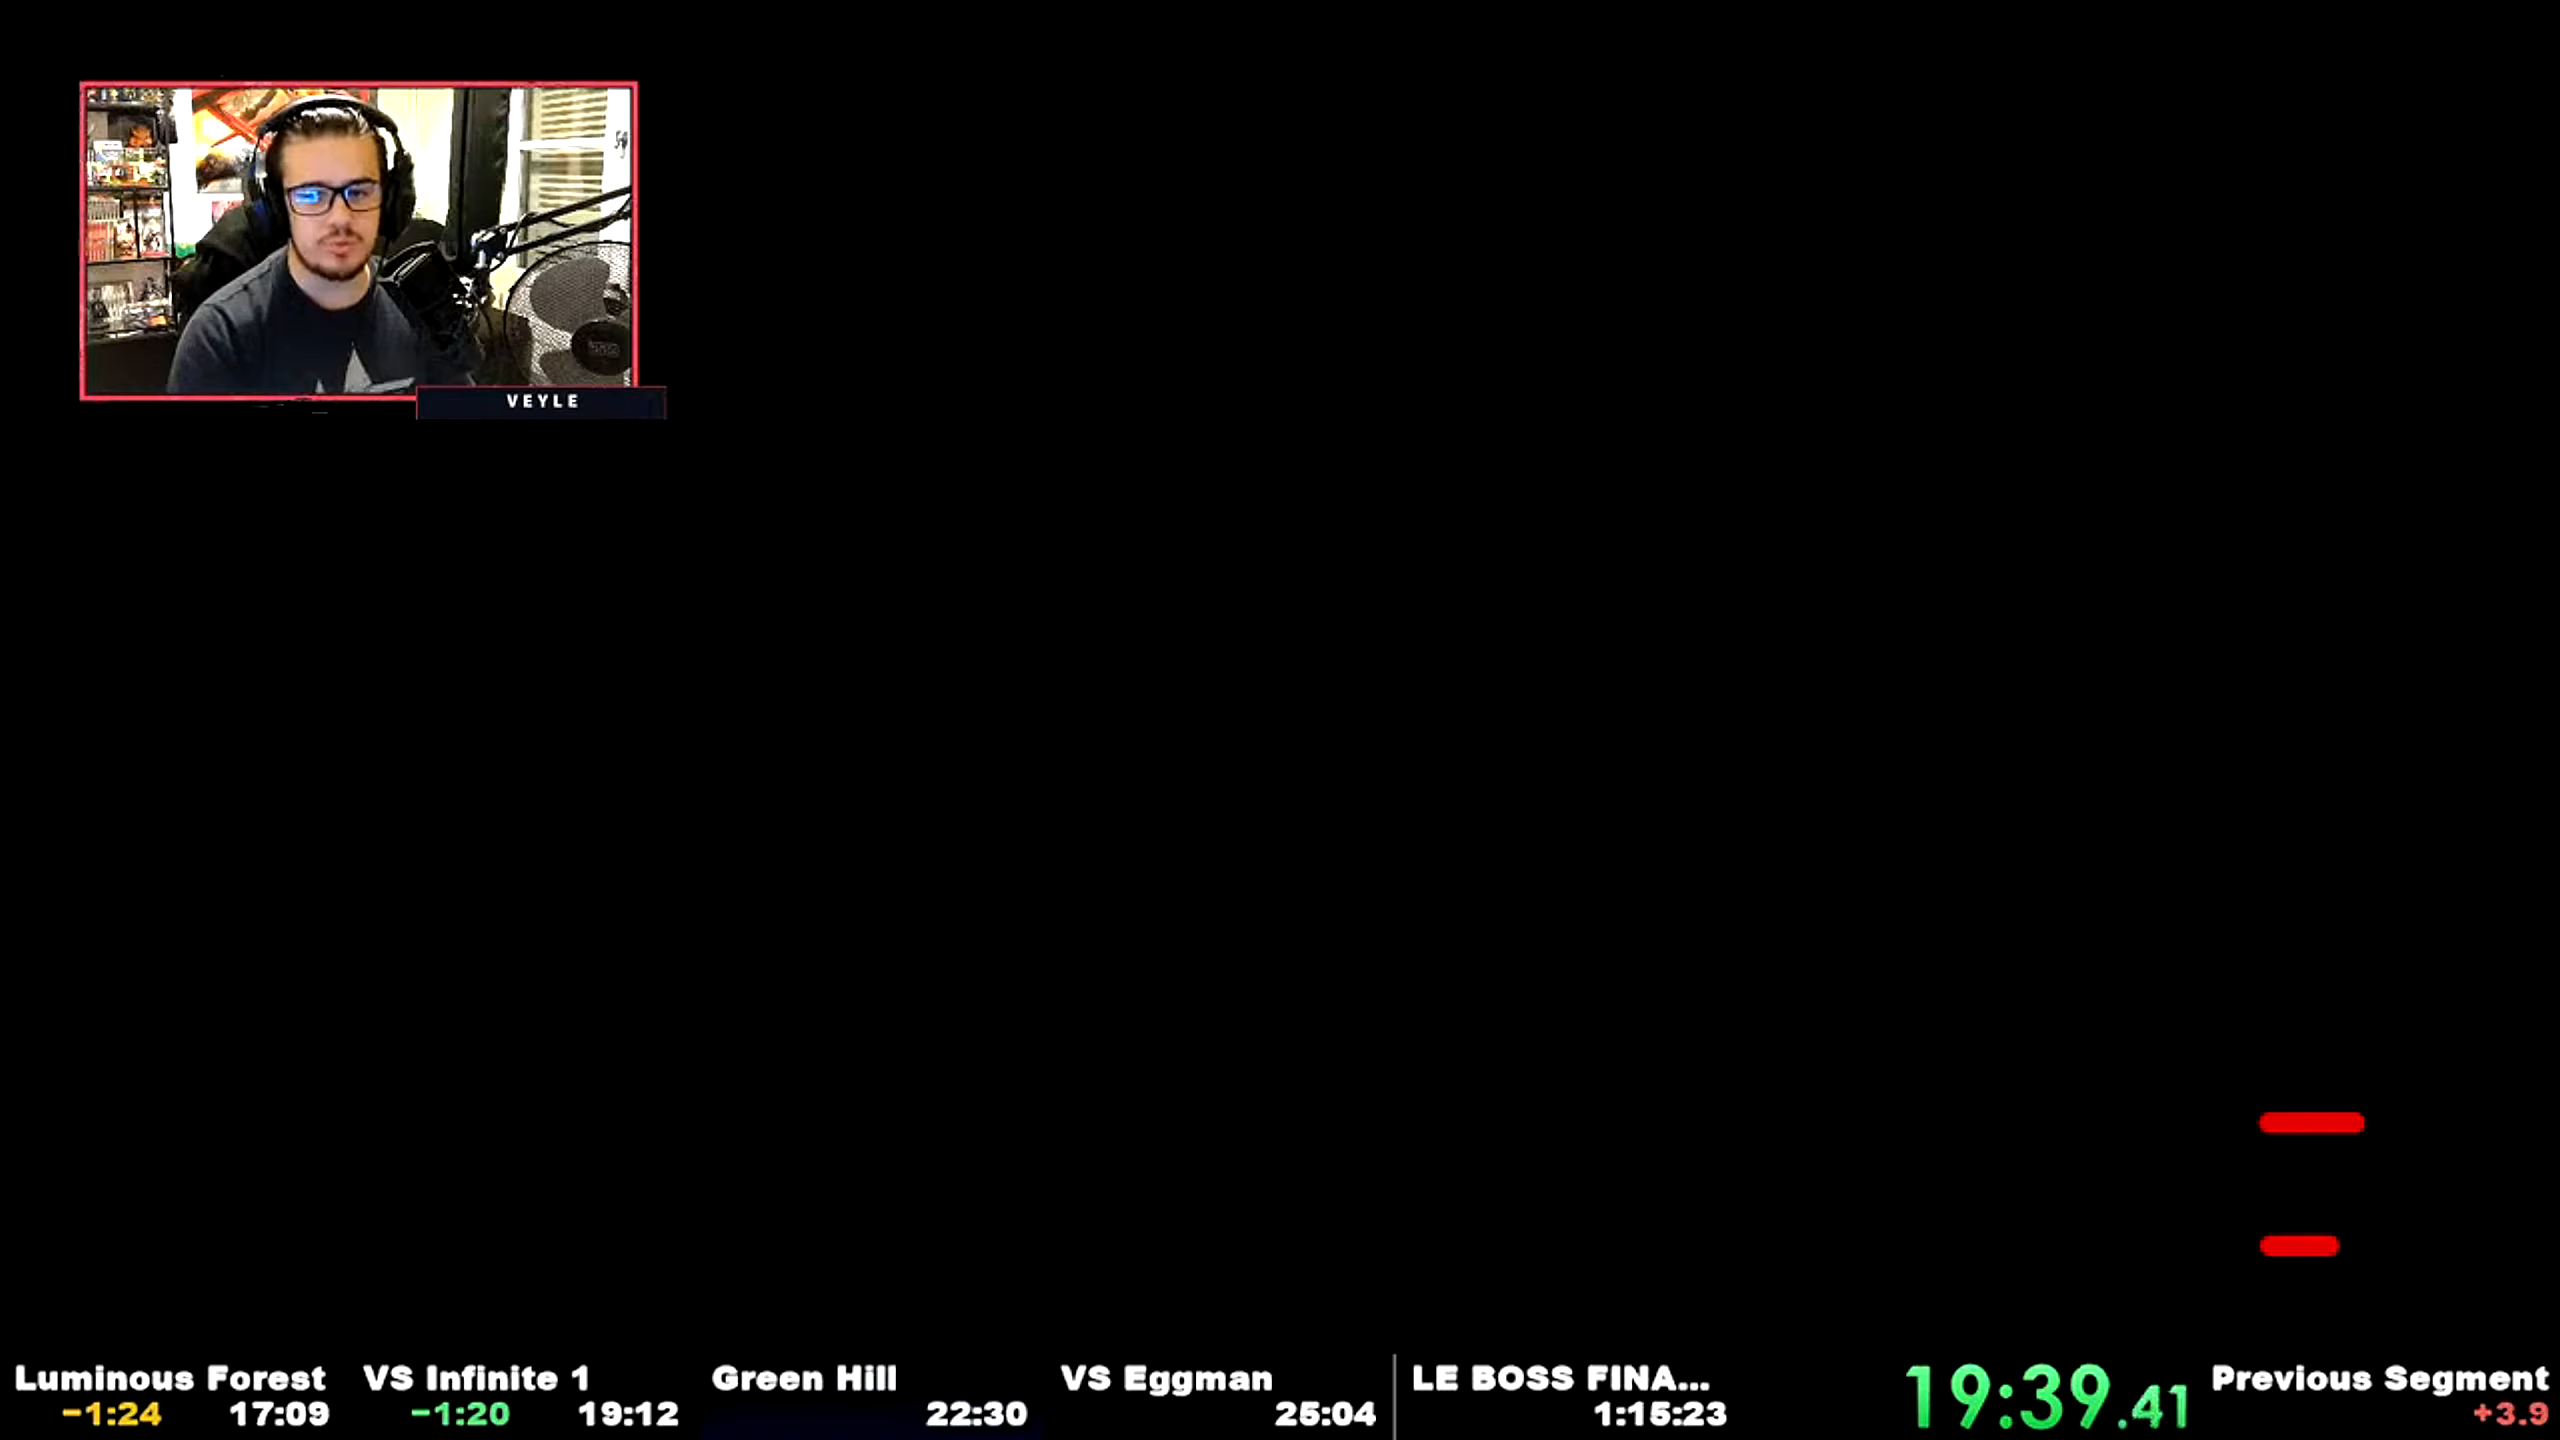 VEYLE
Luminous Forest
−1:24 17:09
VS Infinite 1
−1:20 19:12
Green Hill
22:30
VS Eggman
25:04
LE BOSS FINA...
1:15:23
19:39.41
Previous Segment
+3.9